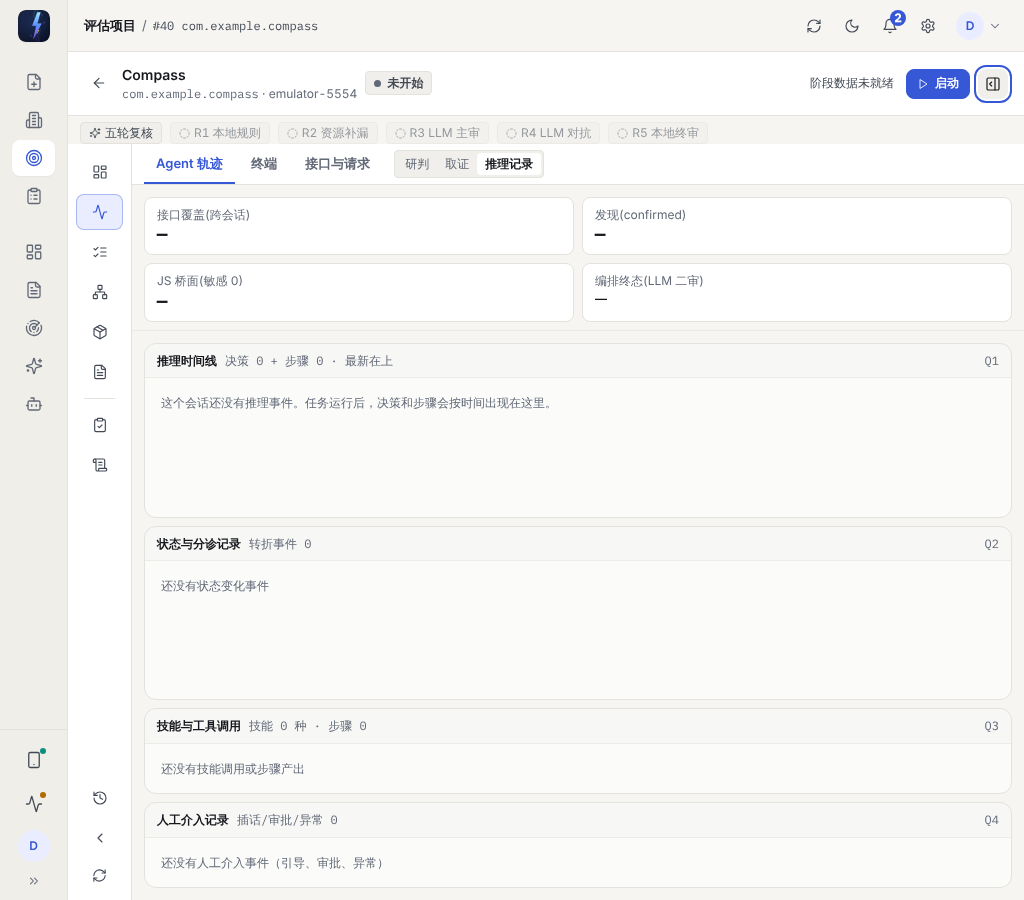 评估项目 / #40 com.example.compass
2
D
Compass
com.example.compass · emulator-5554
未开始
阶段数据未就绪
启动
五轮复核
R1 本地规则
R2 资源补漏
R3 LLM 主审
R4 LLM 对抗
R5 本地终审
Agent 轨迹
终端
接口与请求
研判
取证
推理记录
接口覆盖(跨会话)
—
发现(confirmed)
—
JS 桥面(敏感 0)
—
编排终态(LLM 二审)
—
推理时间线 决策 0 + 步骤 0 · 最新在上
Q1
这个会话还没有推理事件。任务运行后，决策和步骤会按时间出现在这里。
状态与分诊记录 转折事件 0
Q2
还没有状态变化事件
技能与工具调用 技能 0 种 · 步骤 0
Q3
还没有技能调用或步骤产出
人工介入记录 插话/审批/异常 0
Q4
还没有人工介入事件（引导、审批、异常）
D